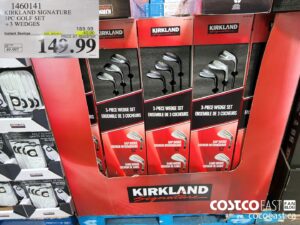 1460141
KIRKLAND SIGNATURE
3PC GOLF SET
- 3 WEDGES
149.99
KIRKLAND
KIRKLAND
KIRKLAND
3-PIECE WEDGE SET
ENSEMBLE DE 3 COCHEURS
3-PIECE WEDGE SET
ENSEMBLE DE 3 COCHEURS
3-PIECE WEDGE SET
ENSEMBLE DE 3 COCHEURS
KIRKLAND
Signature
COSTCO EAST FAN BLOG
cocoeast.ca